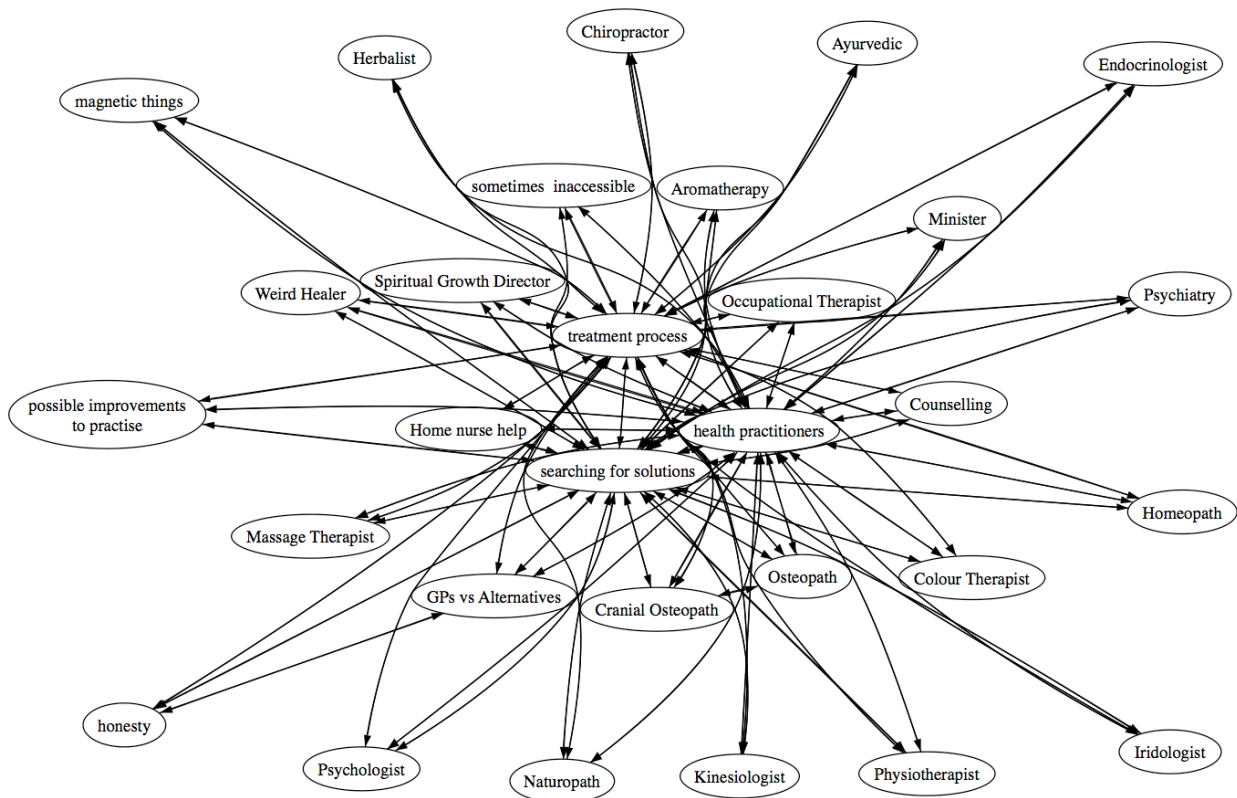 Chiropractor
Ayurvedic
Herbalist
Endocrinologist
magnetic things
sometimes inaccessible
Aromatherapy
Minister
Spiritual Growth Director
Weird Healer
Occupational Therapist
Psychiatry
treatment process
possible improvements
to practise
Counselling
Home nurse help
health practitioners
searching for solutions
Homeopath
Massage Therapist
Osteopath
Colour Therapist
GPs vs Alternatives
Cranial Osteopath
honesty
Iridologist
Psychologist
Naturopath
Kinesiologist
Physiotherapist